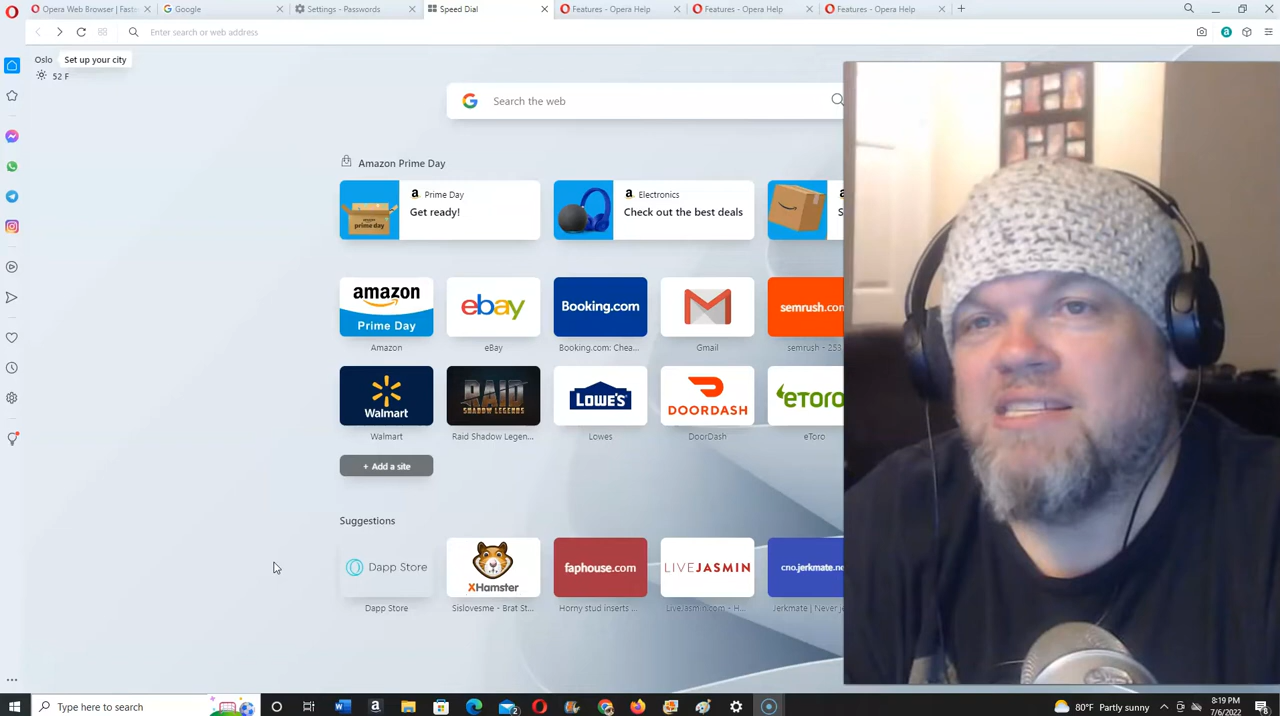 Opera Web Browser | Faste
Google
Settings - Passwords
Speed Dial
Features - Opera Help
Features - Opera Help
Features - Opera Help
Enter search or web address
Oslo
Set up your city
52 F
Search the web
Amazon Prime Day
prime day
Prime Day
Get ready!
Electronics
Check out the best deals
S
amazon
Prime Day
Amazon
ebay
eBay
Booking.com
Booking.com: Chea...
Gmail
semrush.com
semrush - 253
Walmart
Walmart
RAID
SHADOW LEGENDS
Raid Shadow Legen...
LOWE'S
Lowes
DOORDASH
DoorDash
eToro
eToro
+ Add a site
Suggestions
Dapp Store
Dapp Store
XHamster
Sislovesme - Brat St...
faphouse.com
Horny stud inserts ...
LIVEJASMIN
LiveJasmin.com - H...
cno.jerkmate.ne
Jerkmate | Never je
Type here to search
80°F Partly sunny
8:19 PM
7/6/2022